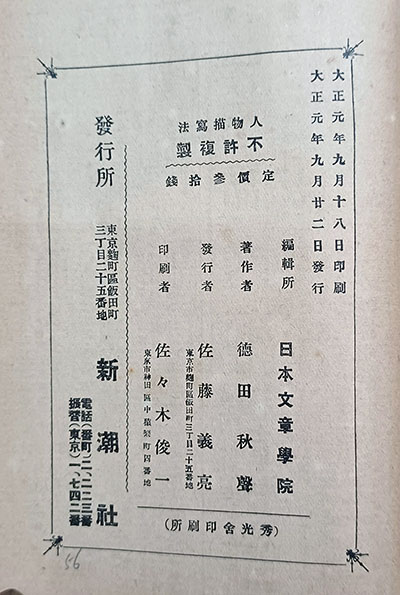 大正元年九月十八日印刷
大正元年九月廿二日發行
人物描寫法
不許複製
定價參拾錢
編輯所 日本文章學院
著作者 德田秋聲
發行者 佐藤義亮
東京市麴町區飯田町三丁目二十五番地
印刷者 佐々木俊一
東京市神田區中猿樂町四番地
(秀光舍印刷所)
發行所
東京麴町區飯田町
三丁目二十五番地
新潮社
電話(番町)二、二二三番
振替(東京)一、七四二番
56